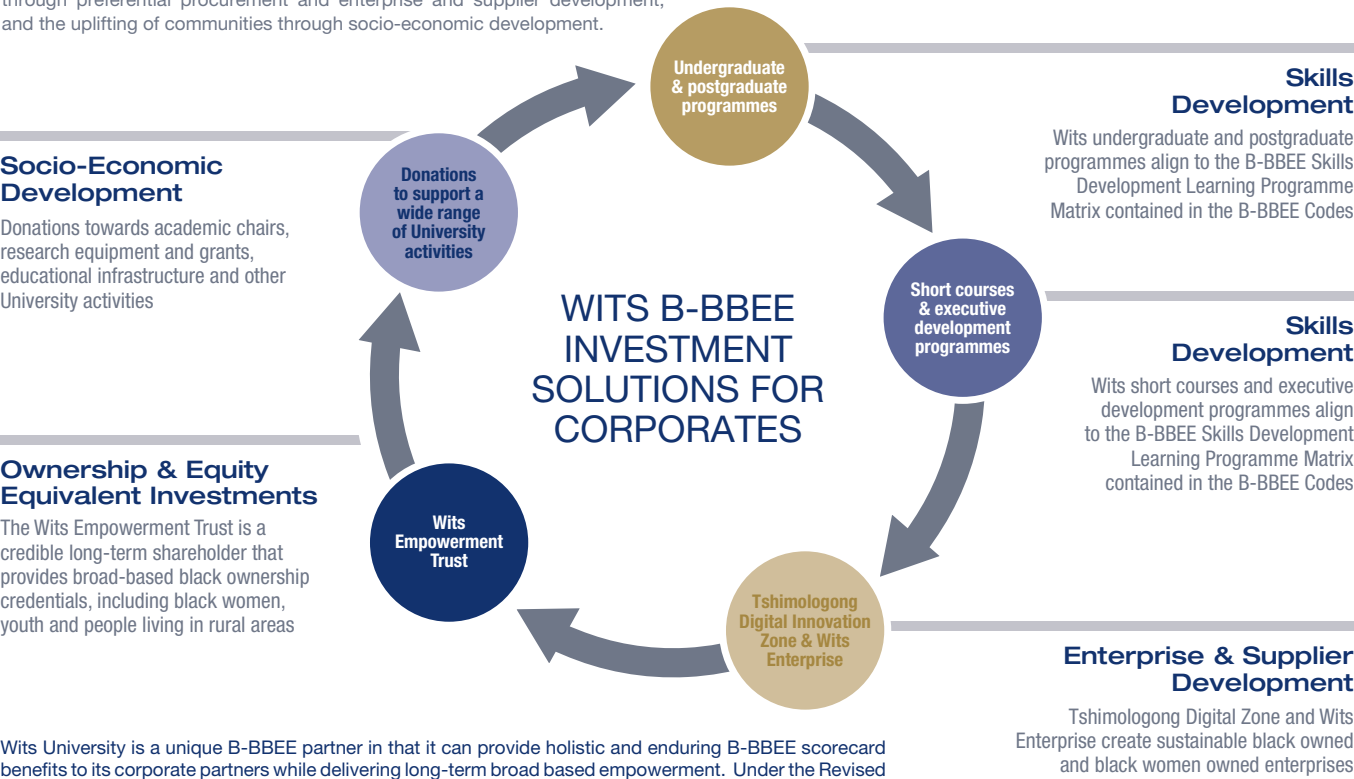 through preferential procurement and enterprise and supplier development,
and the uplifting of communities through socio-economic development.
Undergraduate
& postgraduate
programmes
Skills
Development
Wits undergraduate and postgraduate
programmes align to the B-BBEE Skills
Development Learning Programme
Matrix contained in the B-BBEE Codes
Socio-Economic
Development
Donations towards academic chairs,
research equipment and grants,
educational infrastructure and other
University activities
Donations
to support a
wide range
of University
activities
WITS B-BBEE
INVESTMENT
SOLUTIONS FOR
CORPORATES
Short courses
& executive
development
programmes
Skills
Development
Wits short courses and executive
development programmes align
to the B-BBEE Skills Development
Learning Programme Matrix
contained in the B-BBEE Codes
Ownership & Equity
Equivalent Investments
The Wits Empowerment Trust is a
credible long-term shareholder that
provides broad-based black ownership
credentials, including black women,
youth and people living in rural areas
Wits
Empowerment
Trust
Tshimologong
Digital Innovation
Zone & Wits
Enterprise
Enterprise & Supplier
Development
Tshimologong Digital Zone and Wits
Enterprise create sustainable black owned
and black women owned enterprises
Wits University is a unique B-BBEE partner in that it can provide holistic and enduring B-BBEE scorecard
benefits to its corporate partners while delivering long-term broad based empowerment. Under the Revised